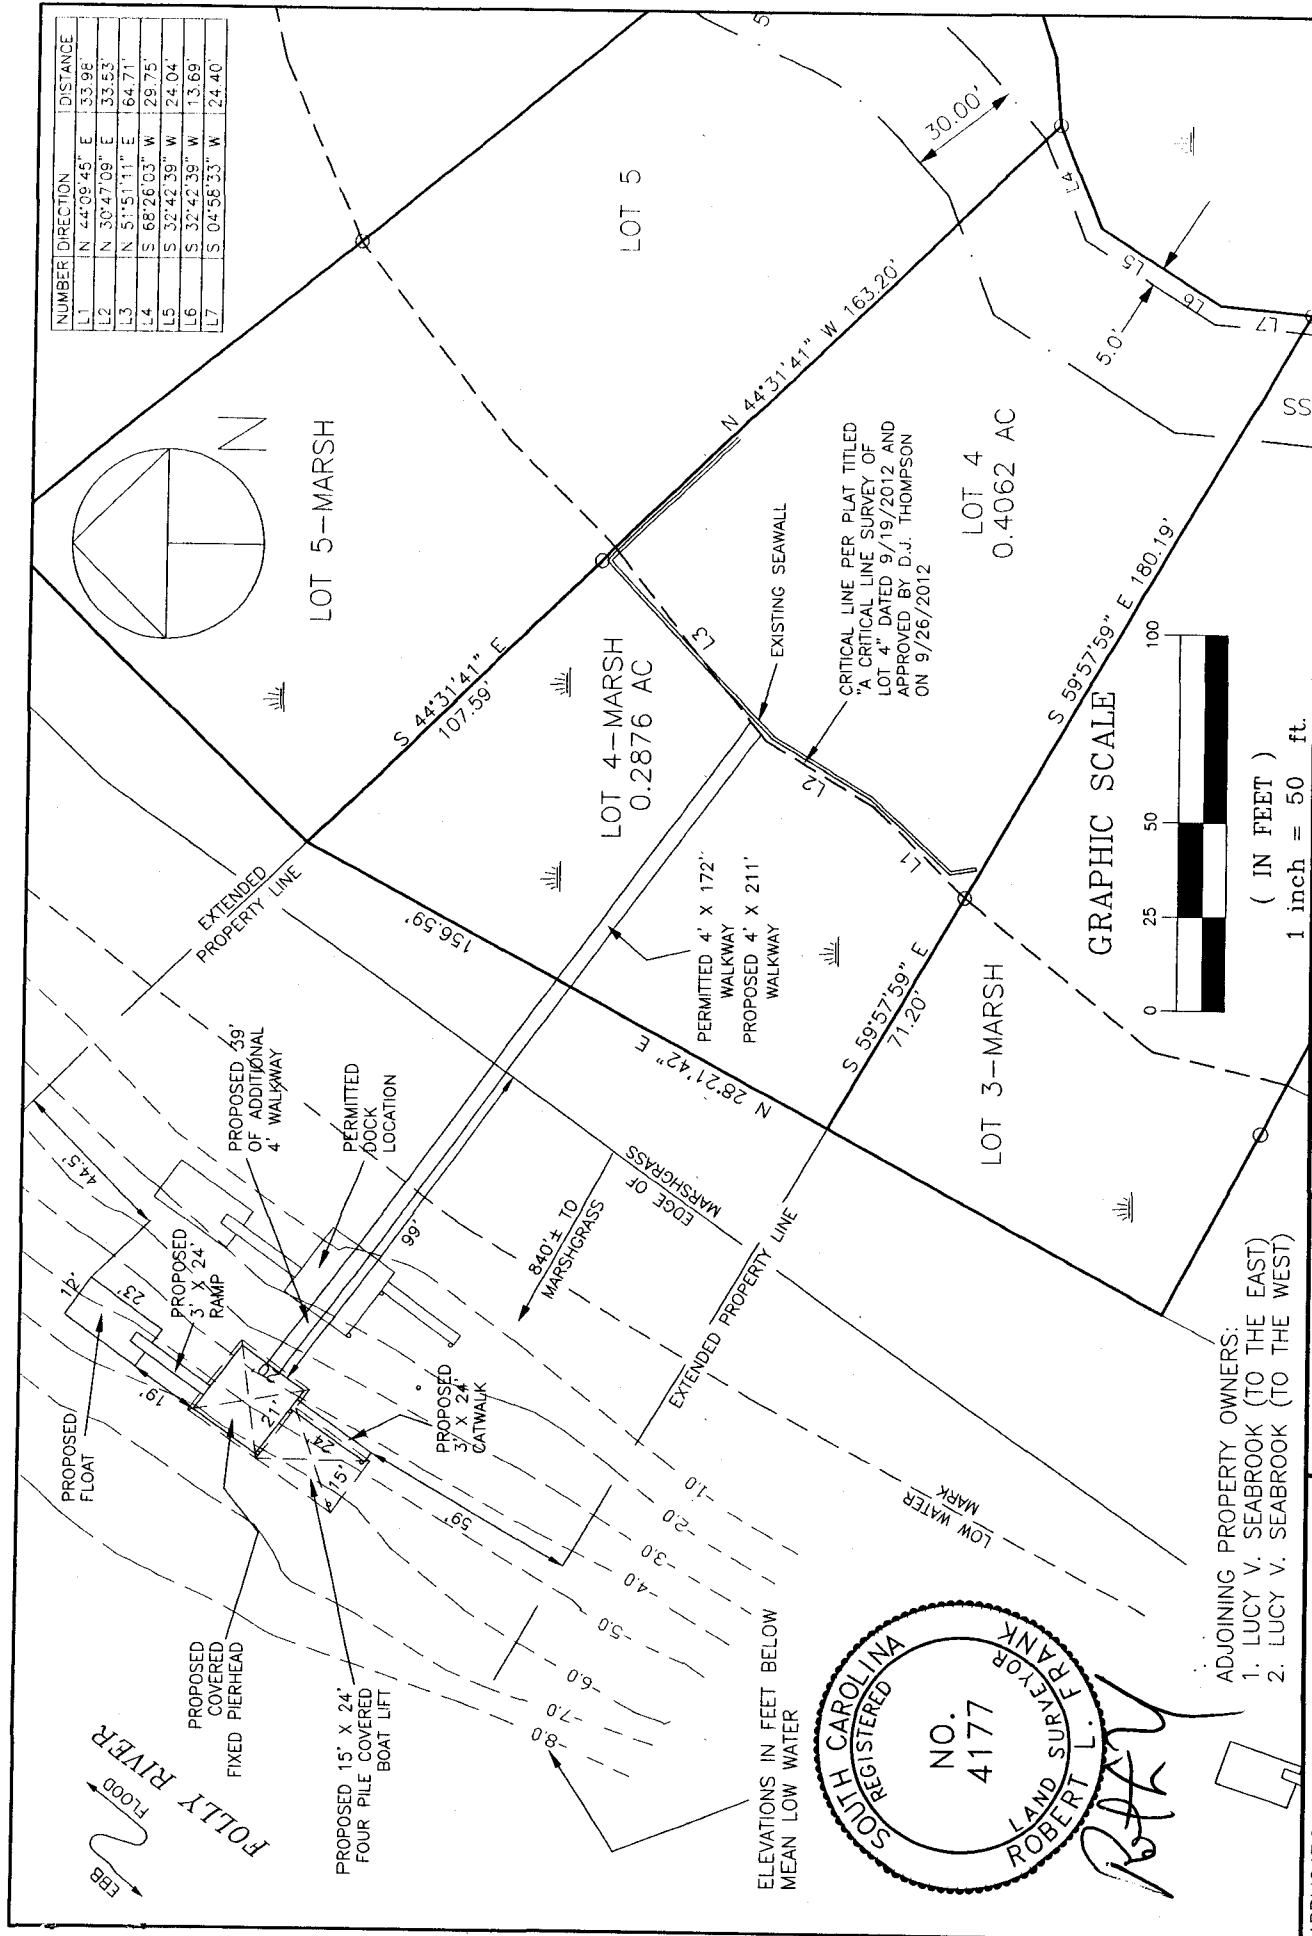 NUMBER DIRECTION DISTANCE
L1 N 44°09'45" E 33.98'
L2 N 30°47'09" E 33.53'
L3 N 51°51'11" E 64.71'
L4 S 68°26'03" W 29.75'
L5 S 32°42'39" W 24.04'
L6 S 32°42'39" W 13.69'
L7 S 04°58'33" W 24.40'
N
FOLLY RIVER
FLOOD
EBB
PROPOSED
FLOAT
PROPOSED
COVERED
FIXED PIERHEAD
PROPOSED 15' X 24'
FOUR PILE COVERED
BOAT LIFT
12'
23'
44.5'
PROPOSED
3' X 24'
RAMP
19'
20'
21'
24'
15'
59'
PROPOSED
3' X 24'
CATWALK
PROPOSED 39'
OF ADDITIONAL
4' WALKWAY
PERMITTED
DOCK
LOCATION
99'
840'± TO
MARSHGRASS
EDGE OF
MARSHGRASS
EXTENDED
PROPERTY LINE
EXTENDED PROPERTY LINE
LOW WATER
MARK
-1.0
-2.0
-3.0
-4.0
-5.0
-6.0
-7.0
-8.0
ELEVATIONS IN FEET BELOW
MEAN LOW WATER
LOT 5-MARSH
LOT 5
S 44°31'41" E
107.59'
LOT 4-MARSH
0.2876 AC
156.59'
N 28°21'42" E
PERMITTED 4' X 172'
WALKWAY
PROPOSED 4' X 211'
WALKWAY
S 59°57'59" E
71.20'
LOT 3-MARSH
L1
L2
L3
EXISTING SEAWALL
CRITICAL LINE PER PLAT TITLED
"A CRITICAL LINE SURVEY OF
LOT 4" DATED 9/19/2012 AND
APPROVED BY D.J. THOMPSON
ON 9/26/2012
N 44°31'41" W 163.20'
LOT 4
0.4062 AC
S 59°57'59" E 180.19'
30.00'
5.0'
L4
L5
L6
L7
5
SS
GRAPHIC SCALE
0 25 50 100
( IN FEET )
1 inch = 50 ft.
SOUTH CAROLINA
REGISTERED
NO.
4177
LAND SURVEYOR
ROBERT L. FRANK
ADJOINING PROPERTY OWNERS:
1. LUCY V. SEABROOK (TO THE EAST)
2. LUCY V. SEABROOK (TO THE WEST)